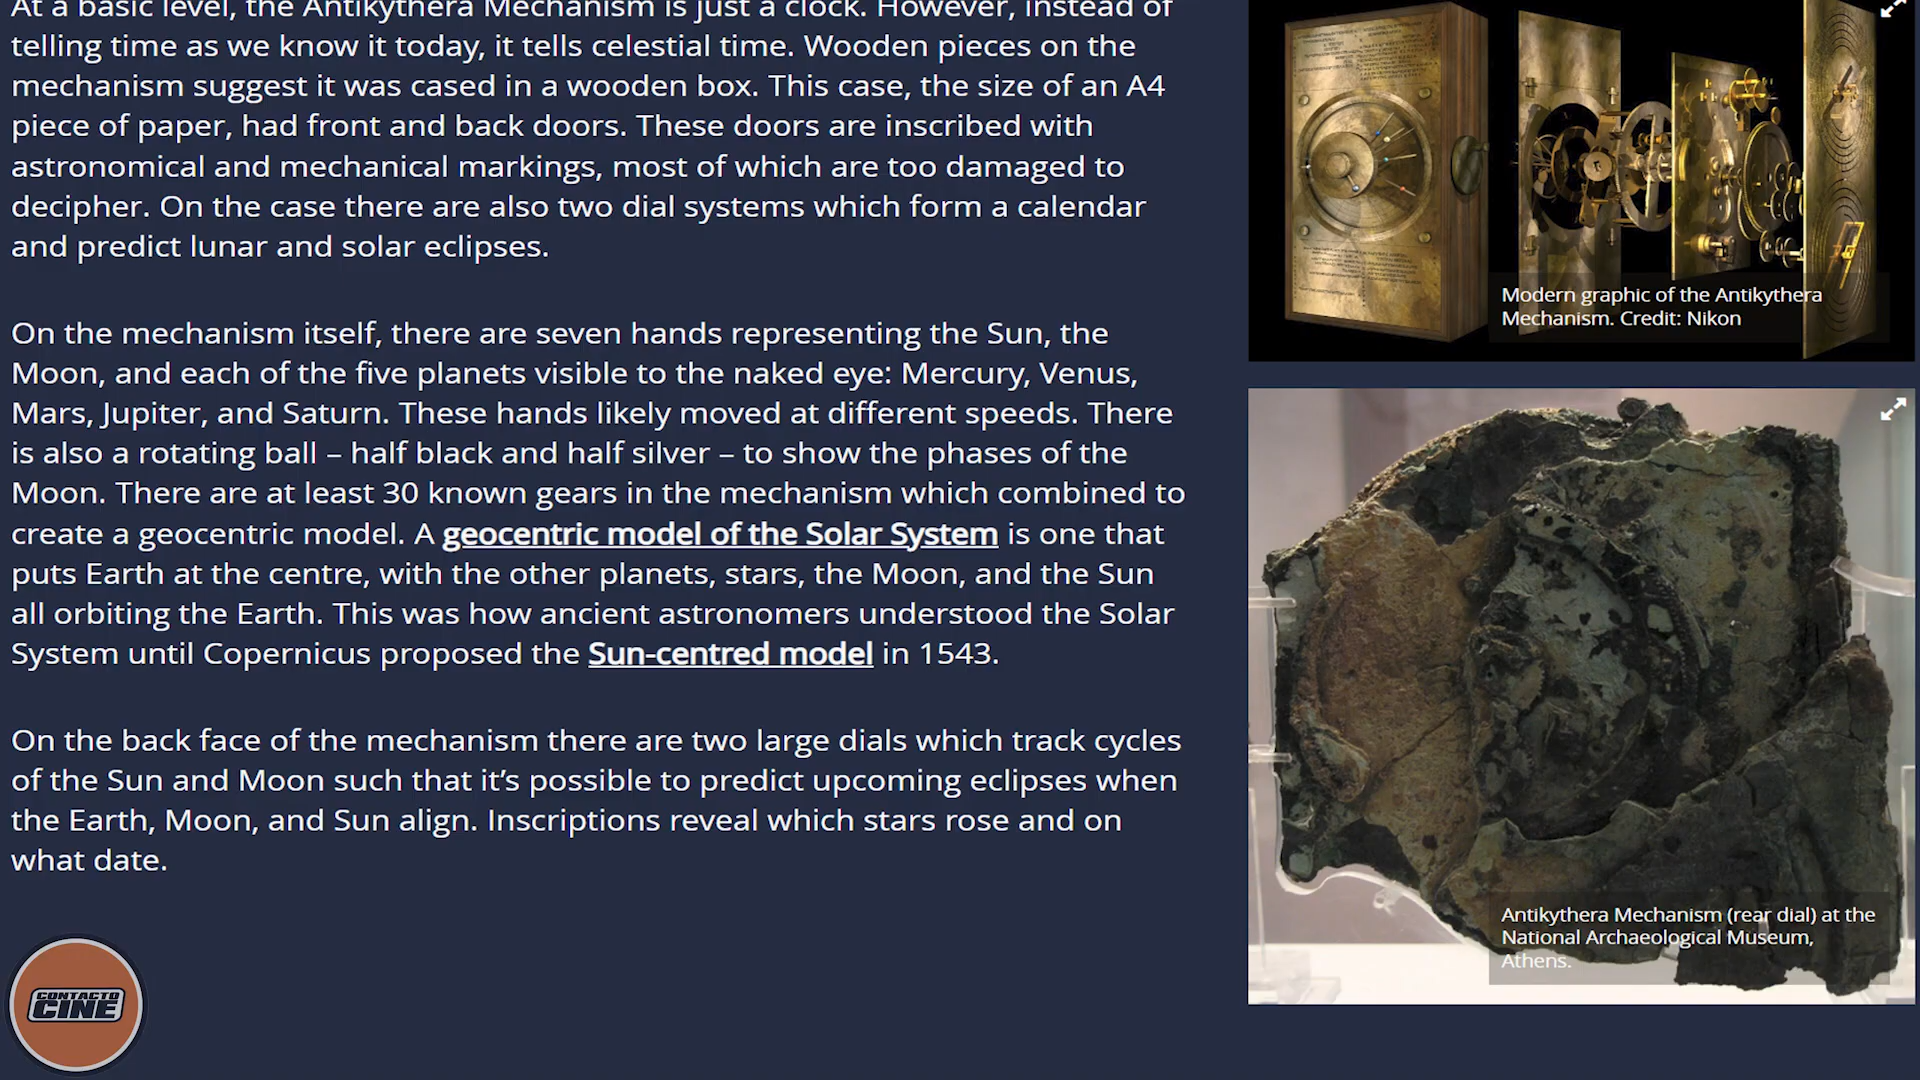 At a basic level, the Antikythera Mechanism is just a clock. However, instead of
telling time as we know it today, it tells celestial time. Wooden pieces on the
mechanism suggest it was cased in a wooden box. This case, the size of an A4
piece of paper, had front and back doors. These doors are inscribed with
astronomical and mechanical markings, most of which are too damaged to
decipher. On the case there are also two dial systems which form a calendar
and predict lunar and solar eclipses.
On the mechanism itself, there are seven hands representing the Sun, the
Moon, and each of the five planets visible to the naked eye: Mercury, Venus,
Mars, Jupiter, and Saturn. These hands likely moved at different speeds. There
is also a rotating ball – half black and half silver – to show the phases of the
Moon. There are at least 30 known gears in the mechanism which combined to
create a geocentric model. A geocentric model of the Solar System is one that
puts Earth at the centre, with the other planets, stars, the Moon, and the Sun
all orbiting the Earth. This was how ancient astronomers understood the Solar
System until Copernicus proposed the Sun-centred model in 1543.
On the back face of the mechanism there are two large dials which track cycles
of the Sun and Moon such that it's possible to predict upcoming eclipses when
the Earth, Moon, and Sun align. Inscriptions reveal which stars rose and on
what date.
Modern graphic of the Antikythera
Mechanism. Credit: Nikon
Antikythera Mechanism (rear dial) at the
National Archaeological Museum,
Athens.
CONTACTO
CINE